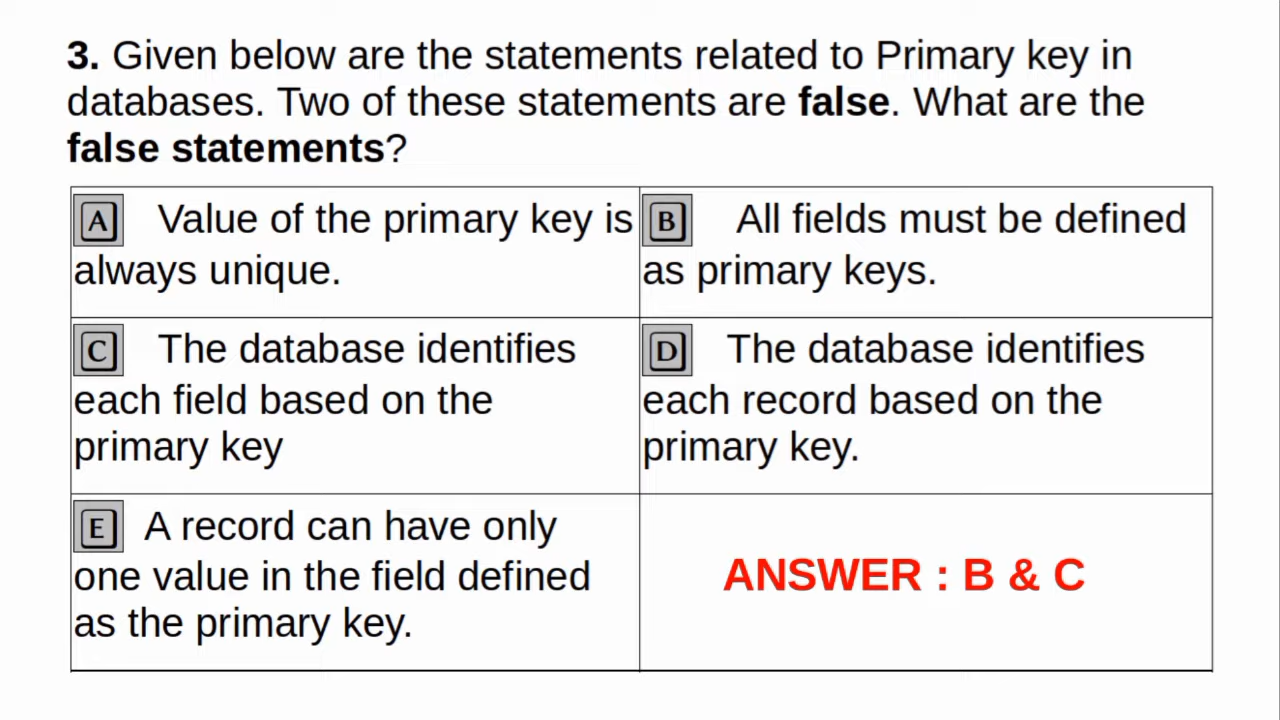 3. Given below are the statements related to Primary key in
databases. Two of these statements are false. What are the
false statements?
A Value of the primary key is
always unique.
B All fields must be defined
as primary keys.
C The database identifies
each field based on the
primary key
D The database identifies
each record based on the
primary key.
E A record can have only
one value in the field defined
as the primary key.
ANSWER : B & C